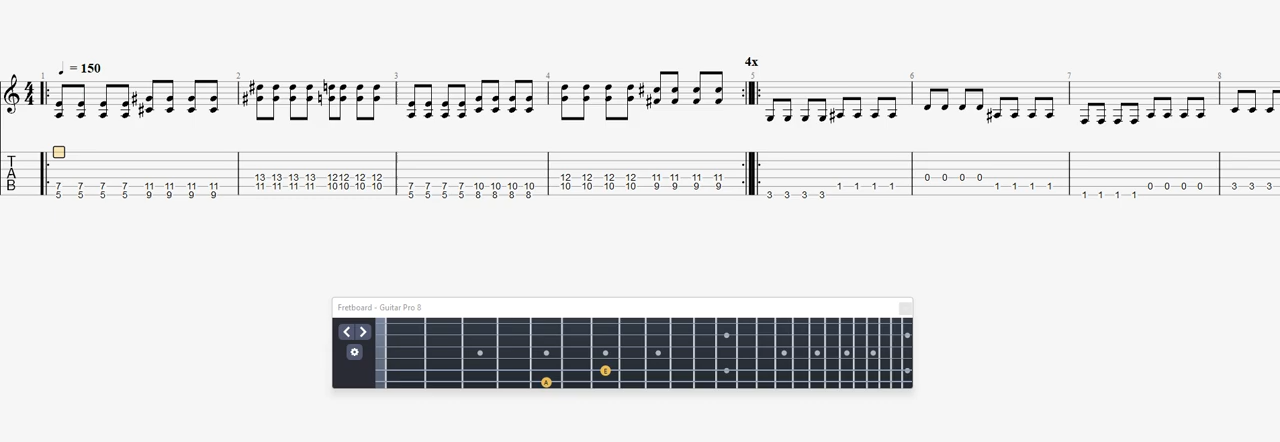 4x
♩ = 150
1 2 3 4 5 6 7 8
4
4
T
A
B
13 13 13 13 12 12 12 12 12 12 12 12 11 11 11 11 0 0 0 0
7 7 7 7 11 11 11 11 11 11 11 11 10 10 10 10 7 7 7 7 10 10 10 10 10 10 10 10 9 9 9 9 1 1 1 1 1 1 1 1 0 0 0 0 3 3 3
5 5 5 5 9 9 9 9 5 5 5 5 8 8 8 8 3 3 3 3 1 1 1 1
Fretboard - Guitar Pro 8
E
A